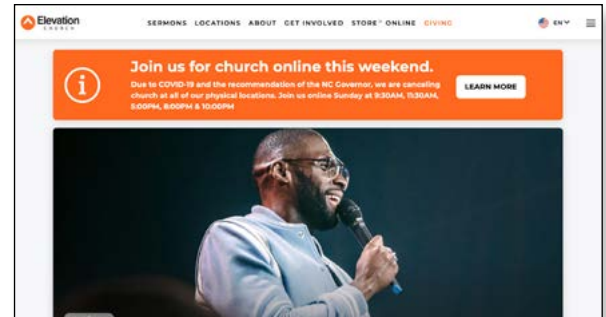 Elevation
CHURCH
SERMONS LOCATIONS ABOUT GET INVOLVED STORE ONLINE GIVING
EN
Join us for church online this weekend.
Due to COVID-19 and the recommendation of the NC Governor, we are canceling
church at all of our physical locations. Join us online Sunday at 9:30AM, 11:30AM,
5:00PM, 8:00PM & 10:00PM
LEARN MORE